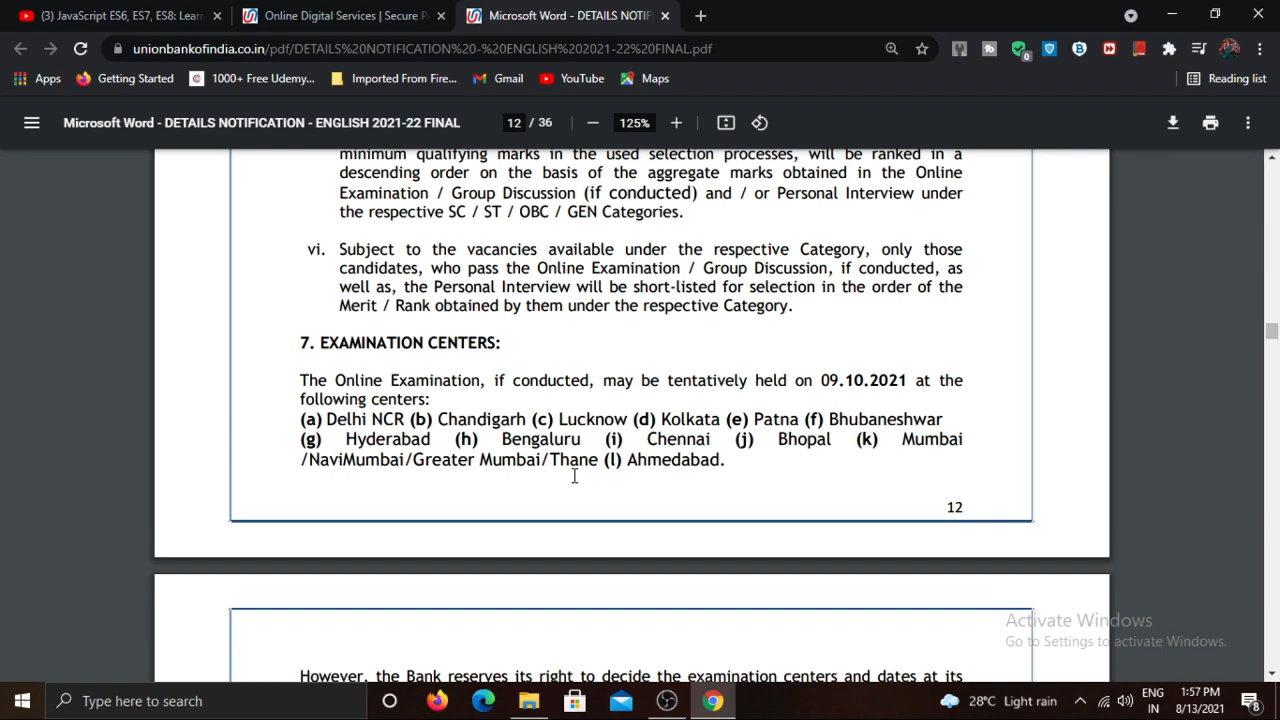 (3) JavaScript ES6, ES7, ES8: Learn
Online Digital Services | Secure P
Microsoft Word - DETAILS NOTIF
unionbankofindia.co.in/pdf/DETAILS%20NOTIFICATION%20-%20ENGLISH%202021-22%20FINAL.pdf
Apps
Getting Started
1000+ Free Udemy...
Imported From Fire...
Gmail
YouTube
Maps
Reading list
Microsoft Word - DETAILS NOTIFICATION - ENGLISH 2021-22 FINAL
12 / 36
125%
minimum qualifying marks in the used selection processes, will be ranked in a
descending order on the basis of the aggregate marks obtained in the Online
Examination / Group Discussion (if conducted) and / or Personal Interview under
the respective SC / ST / OBC / GEN Categories.
vi. Subject to the vacancies available under the respective Category, only those
candidates, who pass the Online Examination / Group Discussion, if conducted, as
well as, the Personal Interview will be short-listed for selection in the order of the
Merit / Rank obtained by them under the respective Category.
7. EXAMINATION CENTERS:
The Online Examination, if conducted, may be tentatively held on 09.10.2021 at the
following centers:
(a) Delhi NCR (b) Chandigarh (c) Lucknow (d) Kolkata (e) Patna (f) Bhubaneshwar
(g) Hyderabad (h) Bengaluru (i) Chennai (j) Bhopal (k) Mumbai
/NaviMumbai/Greater Mumbai/Thane (l) Ahmedabad.
12
However, the Bank reserves its right to decide the examination centers and dates at its
Activate Windows
Go to Settings to activate Windows.
Type here to search
28°C Light rain
ENG
IN
1:57 PM
8/13/2021
8